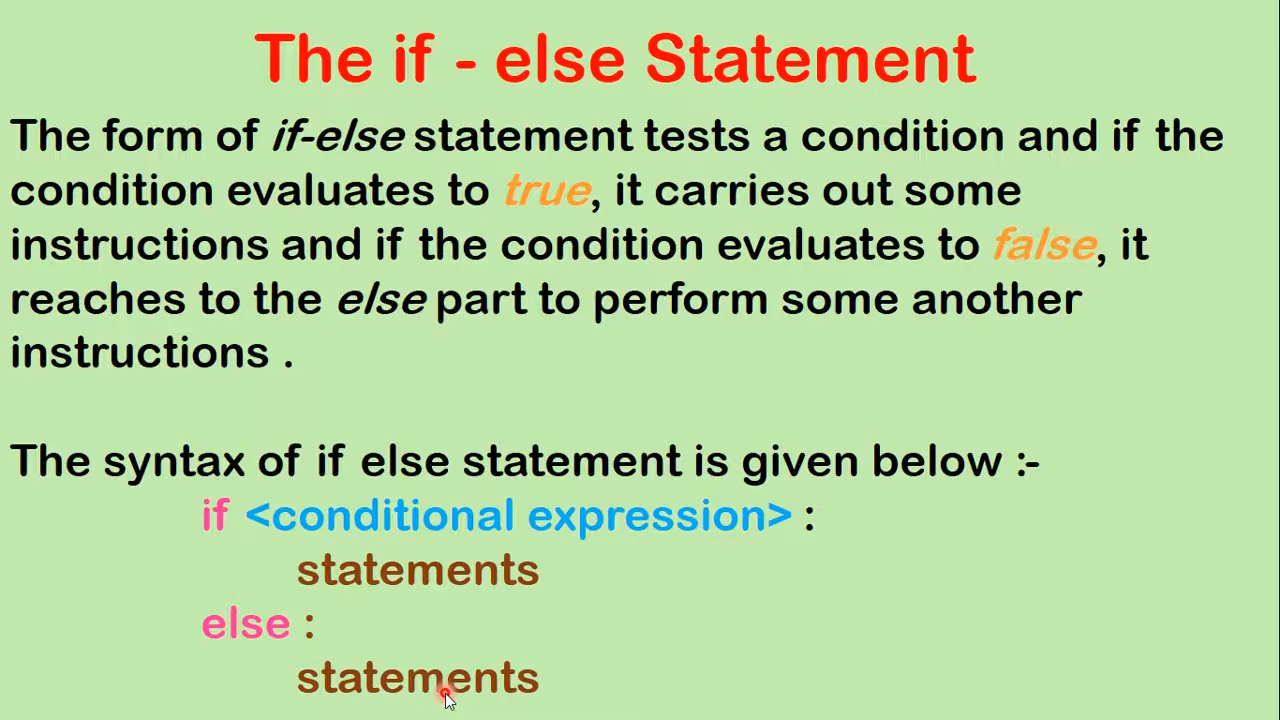 The if - else Statement
The form of if-else statement tests a condition and if the
condition evaluates to true, it carries out some
instructions and if the condition evaluates to false, it
reaches to the else part to perform some another
instructions .
The syntax of if else statement is given below :-
if <conditional expression> :
statements
else :
statements